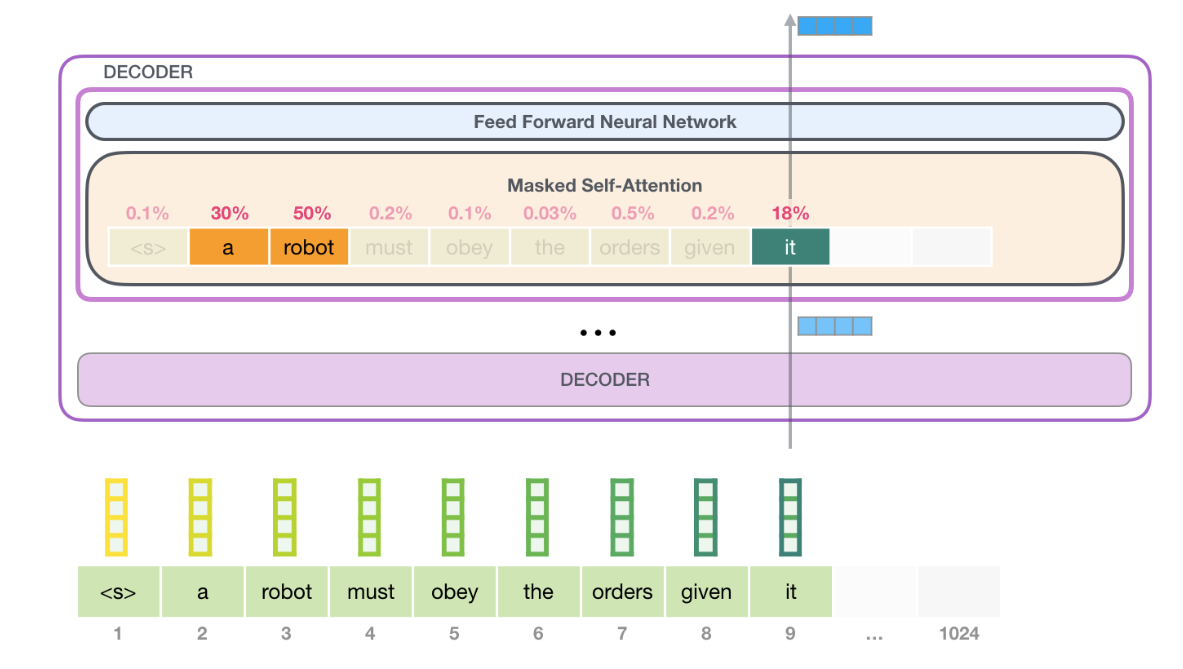 DECODER
Feed Forward Neural Network
Masked Self-Attention
0.1% 30% 50% 0.2% 0.1% 0.03% 0.5% 0.2% 18%
<s> a robot must obey the orders given it
...
DECODER
<s> a robot must obey the orders given it
1 2 3 4 5 6 7 8 9 ... 1024